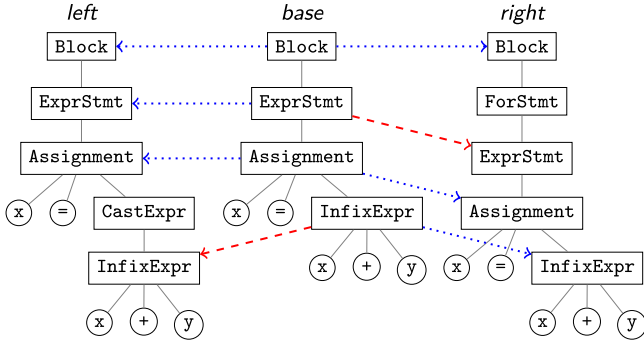 left base right
Block Block Block
ExprStmt ExprStmt ForStmt
Assignment Assignment ExprStmt
x = CastExpr x = InfixExpr Assignment
InfixExpr x + y x = InfixExpr
x + y x + y